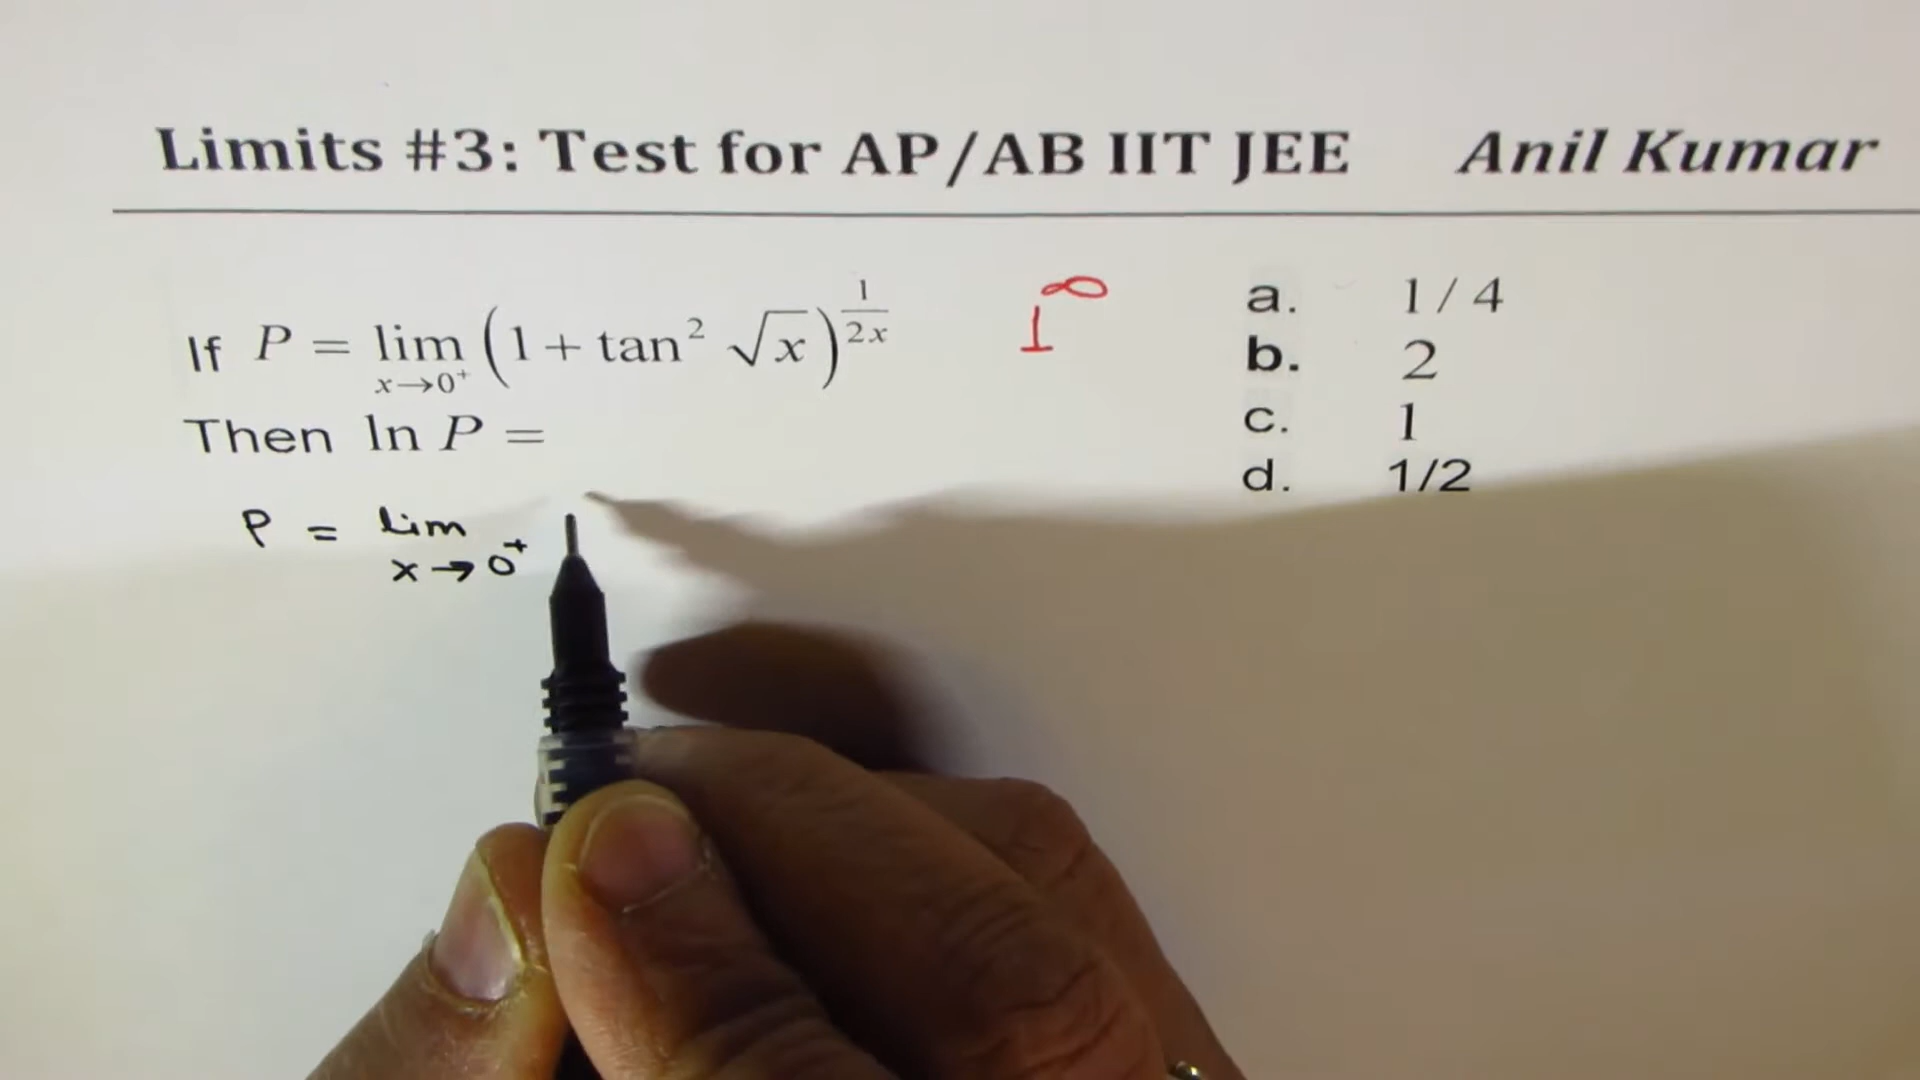 Limits #3: Test for AP/AB IIT JEE Anil Kumar
If P = lim x→0⁺ (1 + tan² √x)^(1/2x) 1^∞
Then ln P =
a. 1/4
b. 2
c. 1
d. 1/2
P = lim x→0⁺